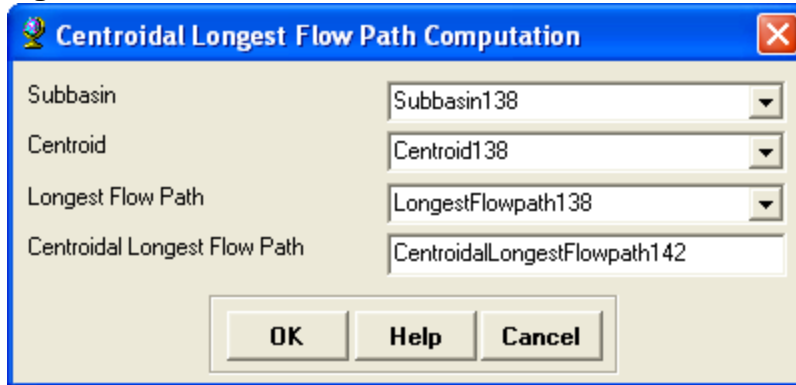 Centroidal Longest Flow Path Computation
Subbasin Subbasin138
Centroid Centroid138
Longest Flow Path LongestFlowpath138
Centroidal Longest Flow Path CentroidalLongestFlowpath142
OK Help Cancel